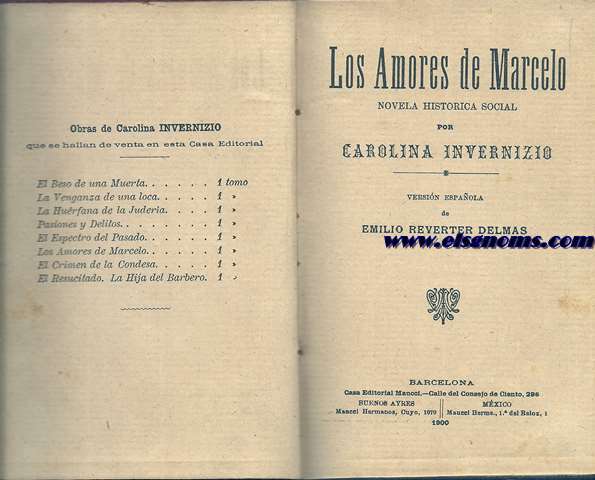 Obras de Carolina INVERNIZIO
que se hallan de venta en esta Casa Editorial
El Beso de una Muerta. . . . . . 1 tomo
La Venganza de una loca. . . . . 1 »
La Huérfana de la Judería. . . . . 1 »
Pasiones y Delitos. . . . . . . 1 »
El Espectro del Pasado. . . . . . 1 »
Los Amores de Marcelo. . . . . . 1 »
El Crimen de la Condesa. . . . . 1 »
El Resucitado. La Hija del Barbero. 1 »
Los Amores de Marcelo
NOVELA HISTORICA SOCIAL
POR
CAROLINA INVERNIZIO
VERSIÓN ESPAÑOLA
de
EMILIO REVERTER DELMAS
www.elsenoms.com
BARCELONA
Casa Editorial Maucci.—Calle del Consejo de Ciento, 296
BUENOS AYRES
Maucci Hermanos, Cuyo, 1070
MÉXICO
Maucci Herms., 1.ª del Relox, 1
1900